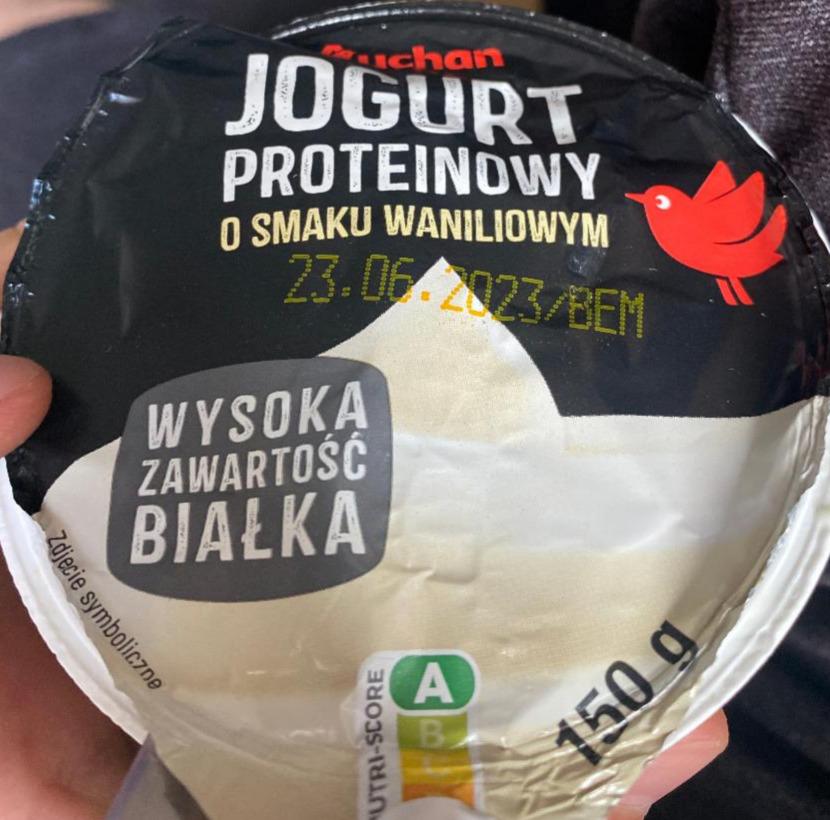 Auchan
JOGURT
PROTEINOWY
O SMAKU WANILIOWYM
23.06.2023/BEM
WYSOKA
ZAWARTOŚĆ
BIAŁKA
Zdjęcie symboliczne
150 g
NUTRI-SCORE
A
B
C